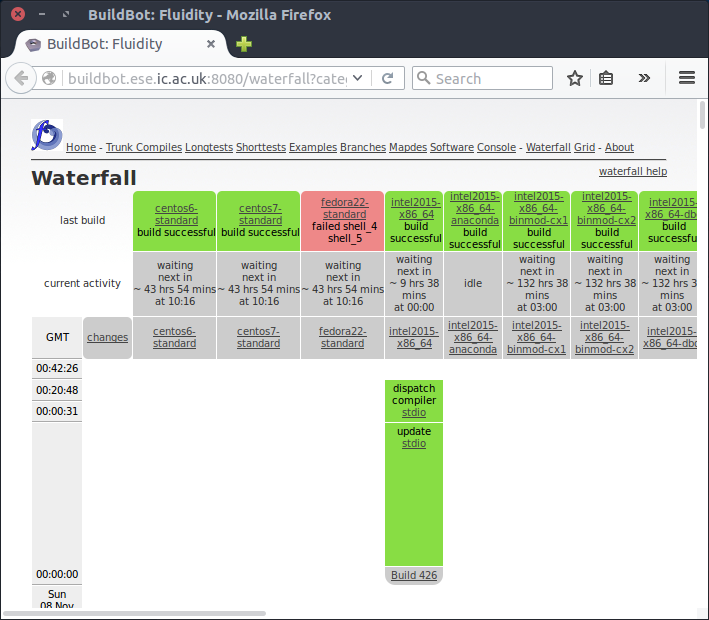 BuildBot: Fluidity - Mozilla Firefox
BuildBot: Fluidity
buildbot.ese.ic.ac.uk:8080/waterfall?cate
Search
Home - Trunk Compiles Longtests Shorttests Examples Branches Mapdes Software Console - Waterfall Grid - About
Waterfall
waterfall help
last build
centos6-
standard
build successful
centos7-
standard
build successful
fedora22-
standard
failed shell_4
shell_5
intel2015-
x86_64
build
successful
intel2015-
x86_64-
anaconda
build
successful
intel2015-
x86_64-
binmod-cx1
build
successful
intel2015-
x86_64-
binmod-cx2
build
successful
intel2015-
x86_64-dbg
build
successful
current activity
waiting
next in
~ 43 hrs 54 mins
at 10:16
waiting
next in
~ 43 hrs 54 mins
at 10:16
waiting
next in
~ 43 hrs 54 mins
at 10:16
waiting
next in
~ 9 hrs 38
mins
at 00:00
idle
waiting
next in
~ 132 hrs 38
mins
at 03:00
waiting
next in
~ 132 hrs 38
mins
at 03:00
waiting
next in
~ 132 hrs 3
mins
at 03:00
GMT
changes
centos6-
standard
centos7-
standard
fedora22-
standard
intel2015-
x86_64
intel2015-
x86_64-
anaconda
intel2015-
x86_64-
binmod-cx1
intel2015-
x86_64-
binmod-cx2
intel2015-
x86_64-dbg
00:42:26
00:20:48
dispatch
compiler
stdio
00:00:31
update
stdio
00:00:00
Build 426
Sun
08 Nov